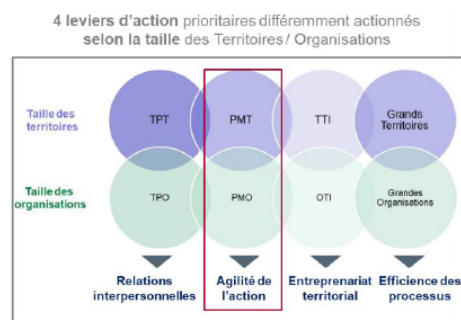 4 leviers d'action prioritaires différemment actionnés
selon la taille des Territoires / Organisations
Taille des
territoires
TPT
PMT
TTI
Grands
Territoires
Taille des
organisations
TPO
PMO
OTI
Grandes
Organisations
Relations
interpersonnelles
Agilité de
l'action
Entreprenariat
territorial
Efficience des
processus